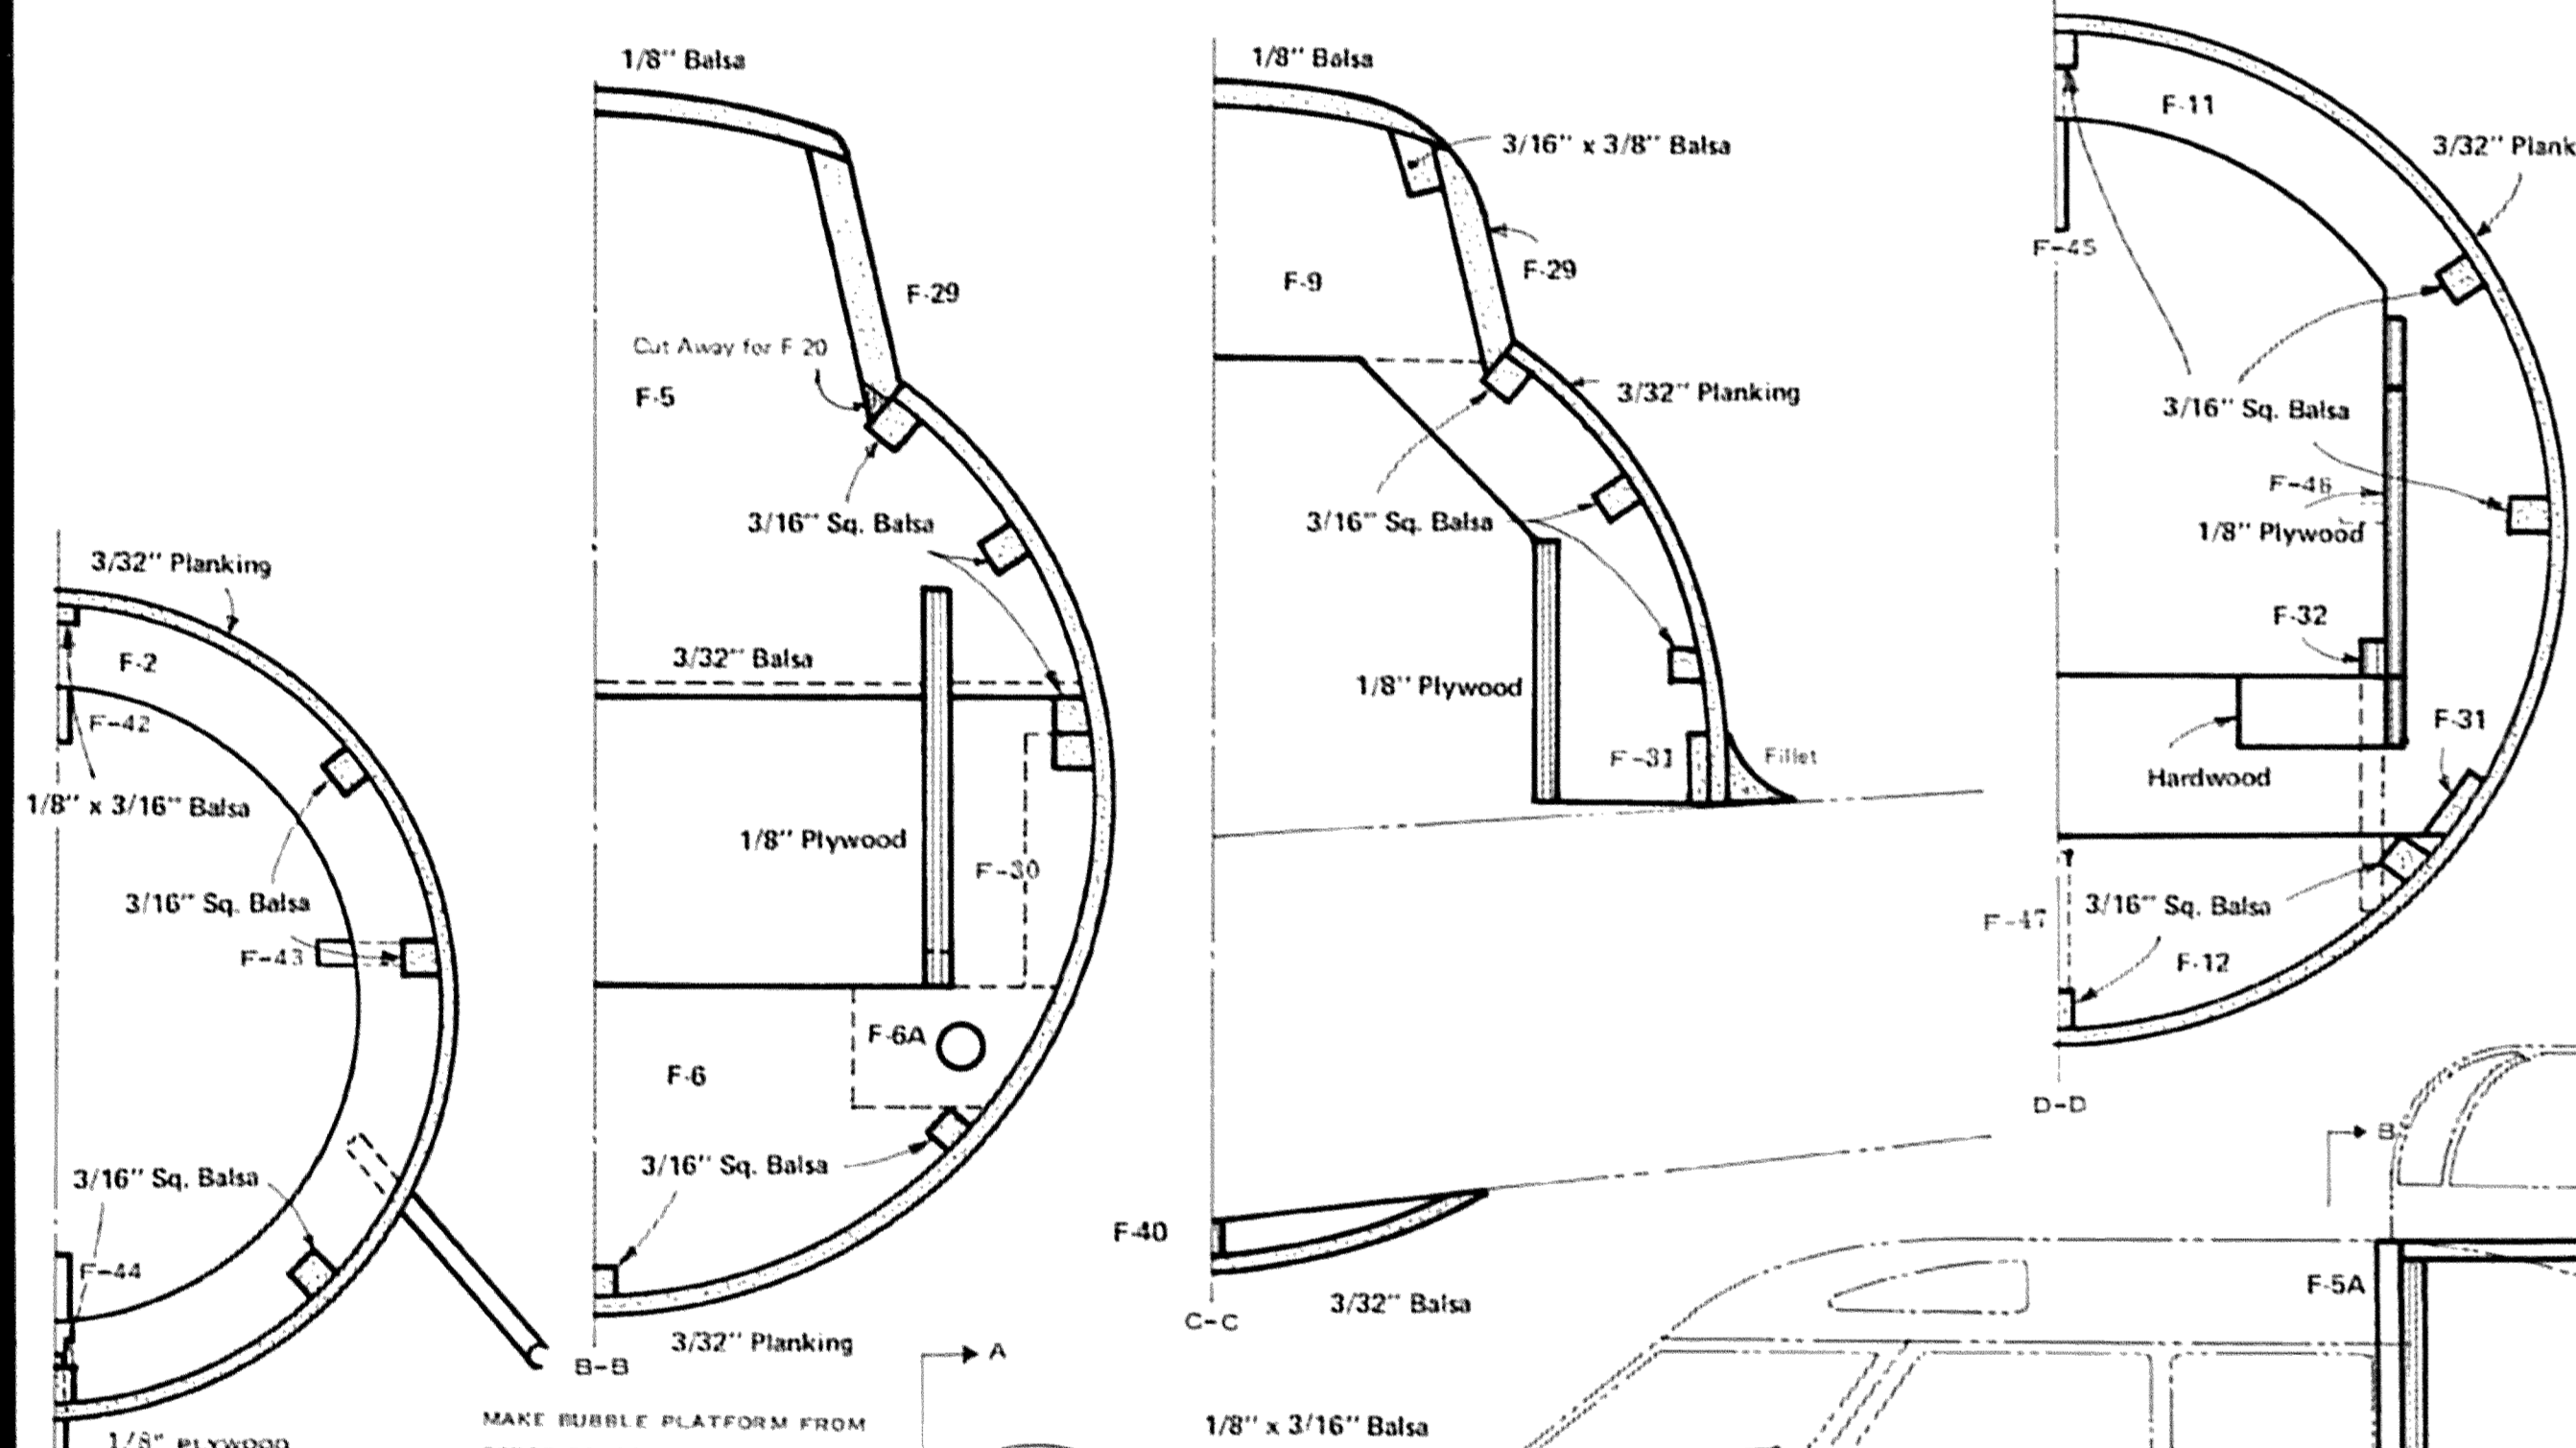 3/32" Planking
F-2
F-42
1/8" x 3/16" Balsa
3/16" Sq. Balsa
F-43
3/16" Sq. Balsa
F-44
1/8" PLYWOOD
1/8" Balsa
F-29
Cut Away for F 20
F-5
3/16" Sq. Balsa
3/32" Balsa
1/8" Plywood
F-30
F-6A
F-6
3/16" Sq. Balsa
3/32" Planking
B-B
MAKE BUBBLE PLATFORM FROM
A
1/8" Balsa
3/16" x 3/8" Balsa
F-9
F-29
3/32" Planking
3/16" Sq. Balsa
1/8" Plywood
F-31
Fillet
F-40
3/32" Balsa
C-C
1/8" x 3/16" Balsa
F-11
3/32" Plank
F-45
3/16" Sq. Balsa
F-46
1/8" Plywood
F-32
F-31
Hardwood
F-47
3/16" Sq. Balsa
F-12
D-D
B
F-5A